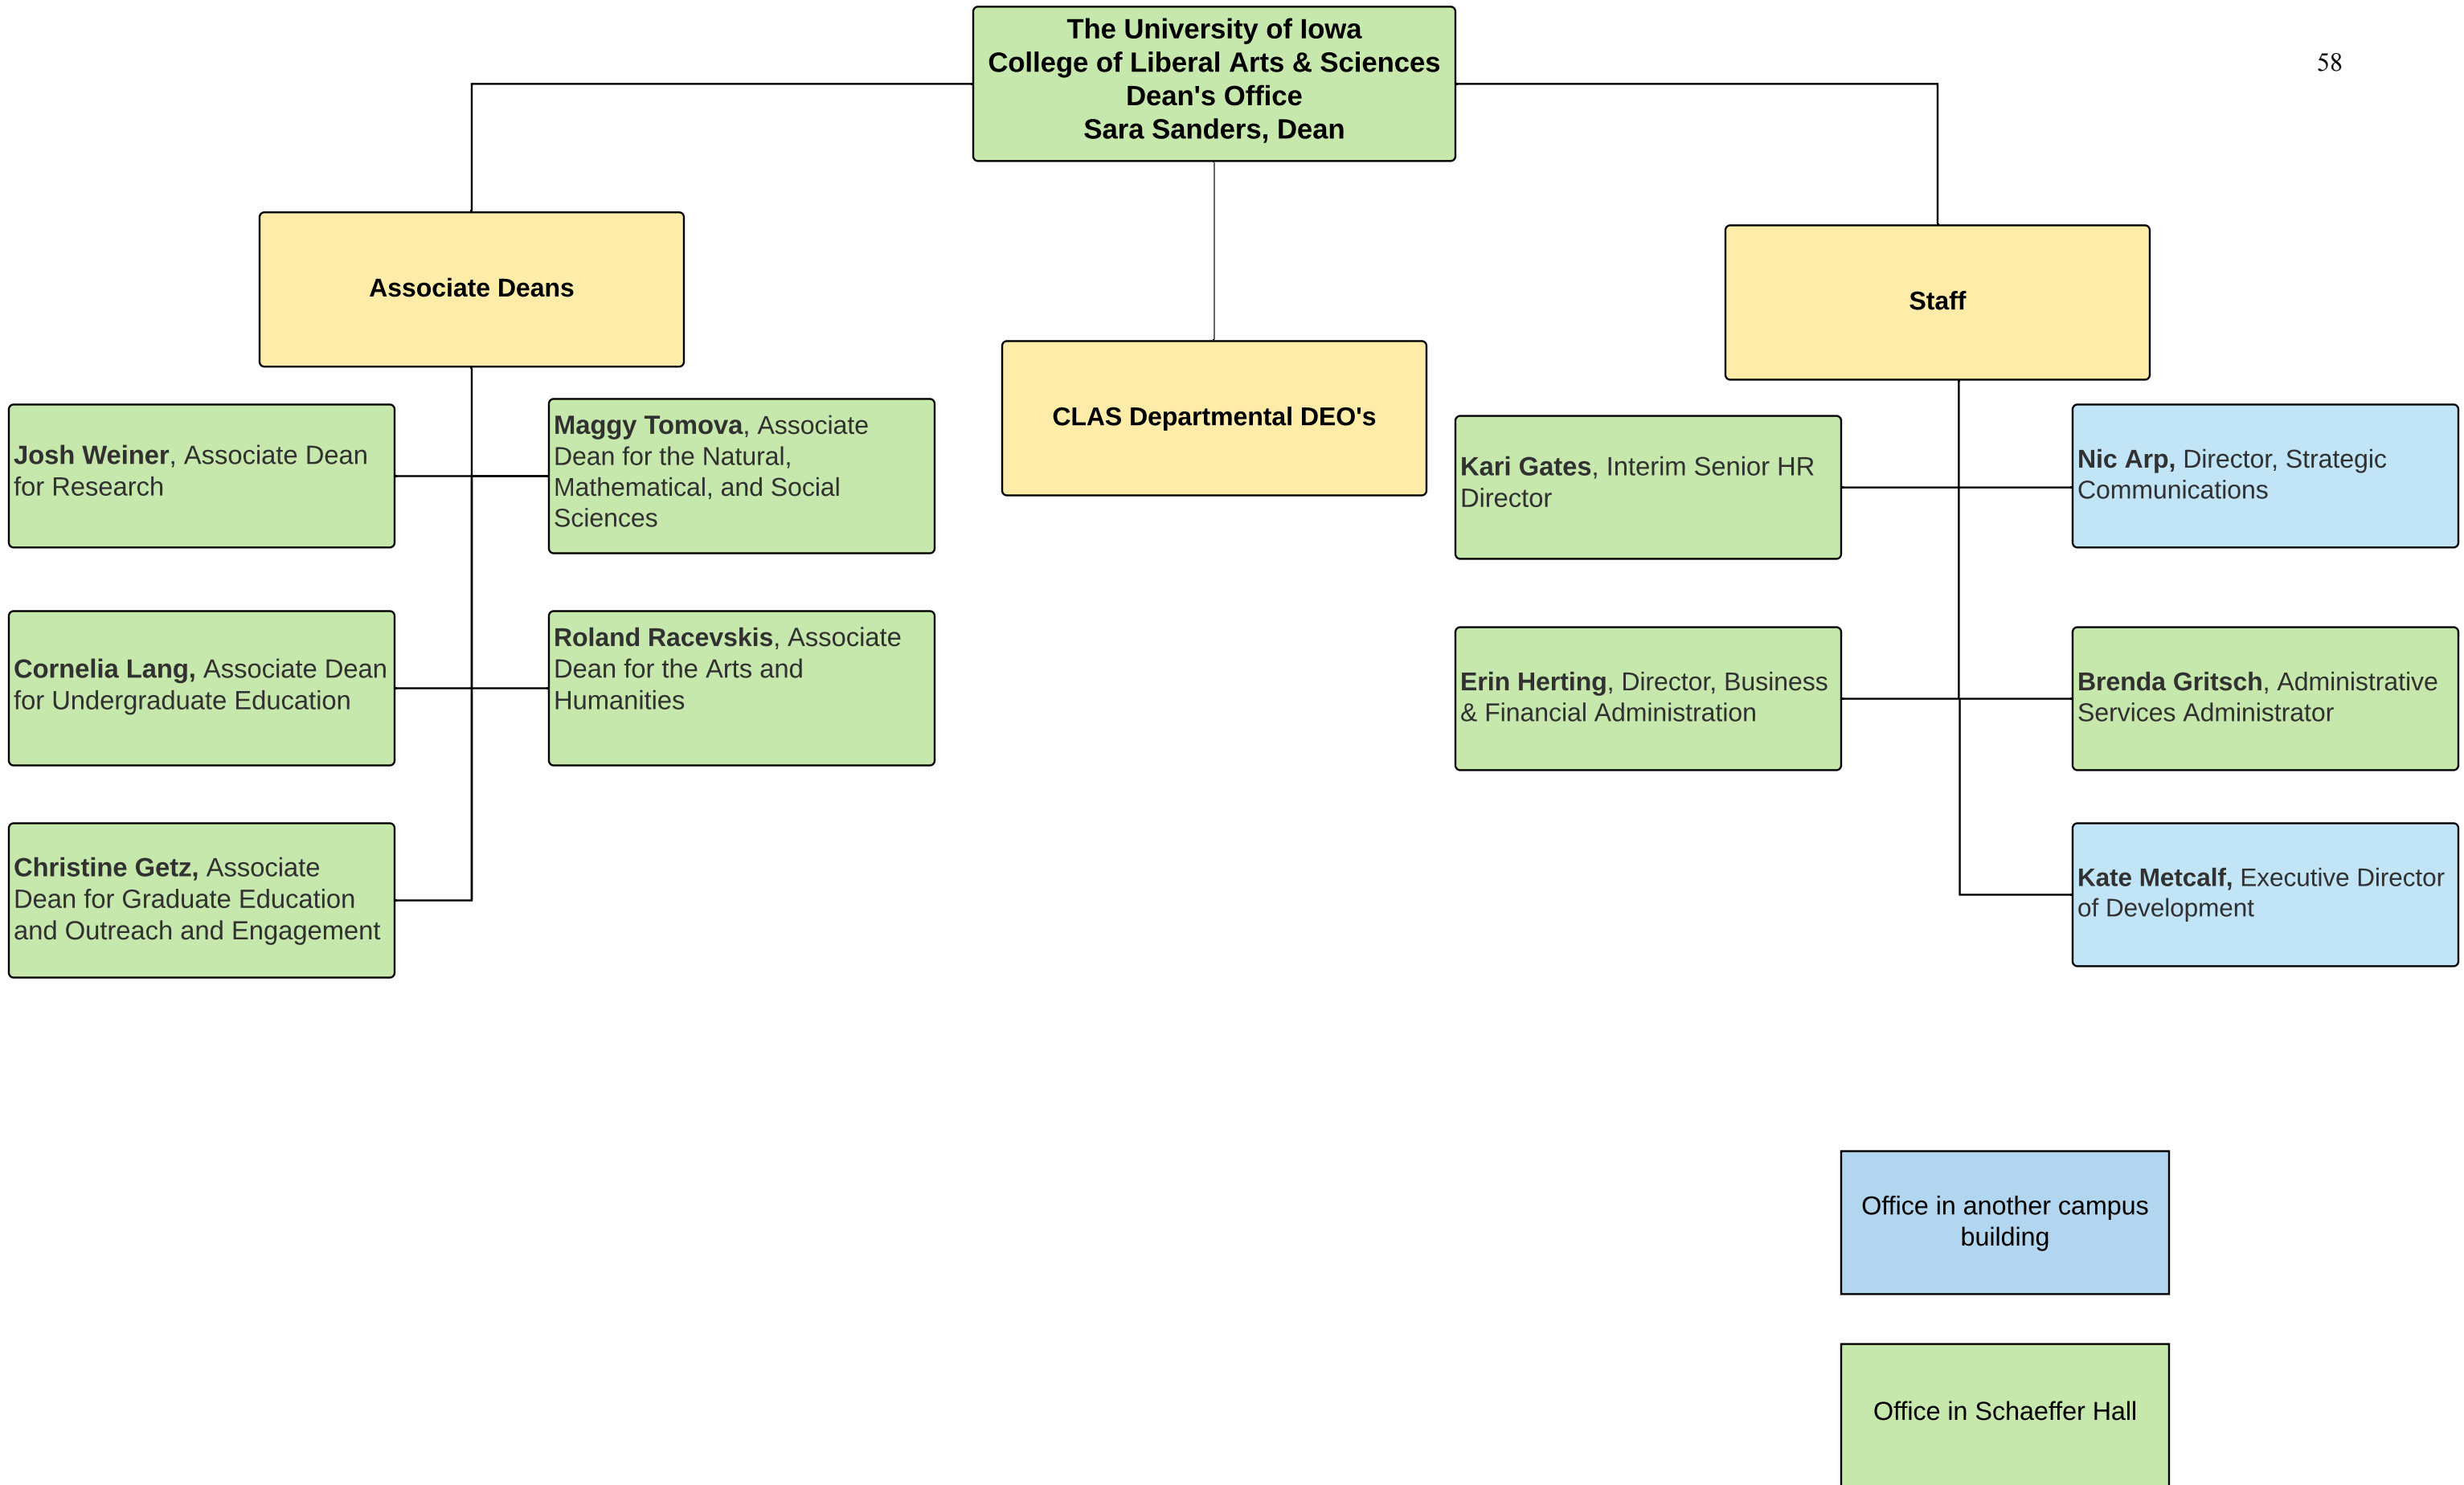 The University of Iowa
College of Liberal Arts & Sciences
Dean's Office
Sara Sanders, Dean
58
Associate Deans
Staff
CLAS Departmental DEO's
Josh Weiner, Associate Dean
for Research
Maggy Tomova, Associate
Dean for the Natural,
Mathematical, and Social
Sciences
Kari Gates, Interim Senior HR
Director
Nic Arp, Director, Strategic
Communications
Cornelia Lang, Associate Dean
for Undergraduate Education
Roland Racevskis, Associate
Dean for the Arts and
Humanities
Erin Herting, Director, Business
& Financial Administration
Brenda Gritsch, Administrative
Services Administrator
Christine Getz, Associate
Dean for Graduate Education
and Outreach and Engagement
Kate Metcalf, Executive Director
of Development
Office in another campus
building
Office in Schaeffer Hall